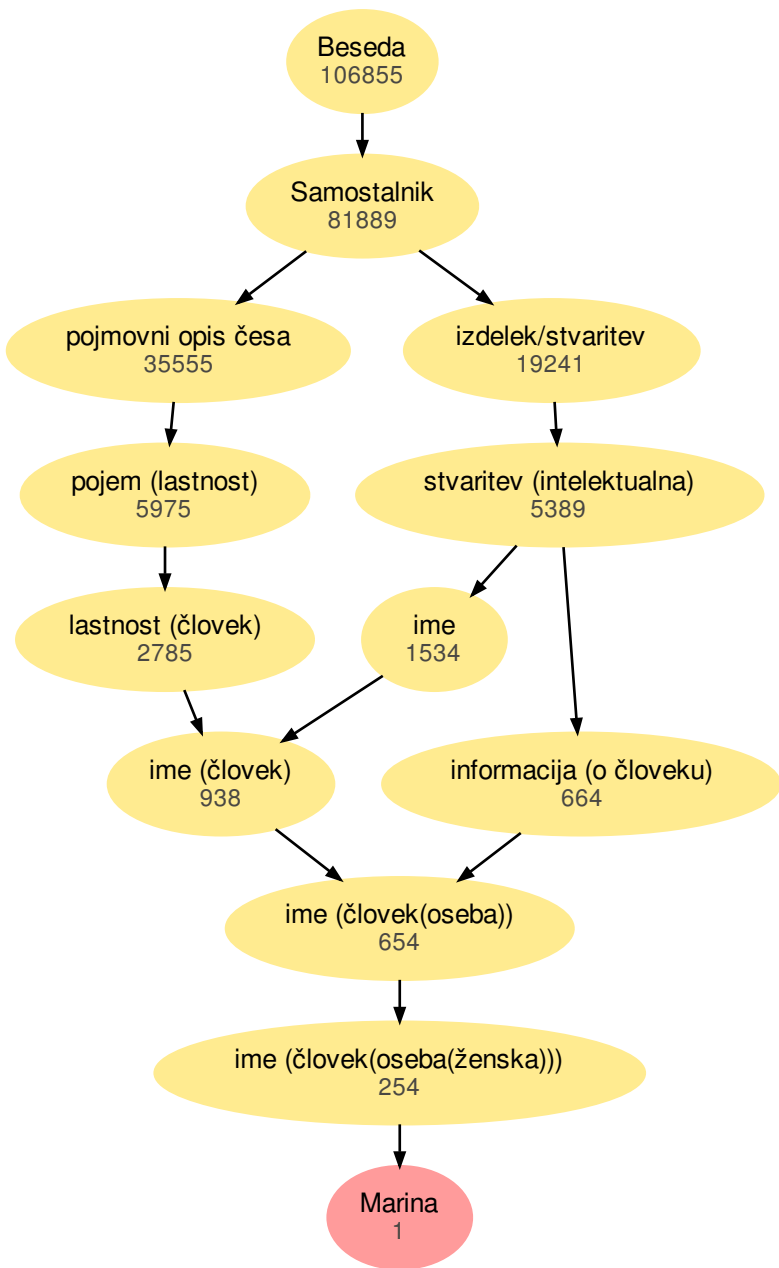 Beseda
106855
Samostalnik
81889
pojmovni opis česa
35555
izdelek/stvaritev
19241
pojem (lastnost)
5975
stvaritev (intelektualna)
5389
lastnost (človek)
2785
ime
1534
ime (človek)
938
informacija (o človeku)
664
ime (človek(oseba))
654
ime (človek(oseba(ženska)))
254
Marina
1